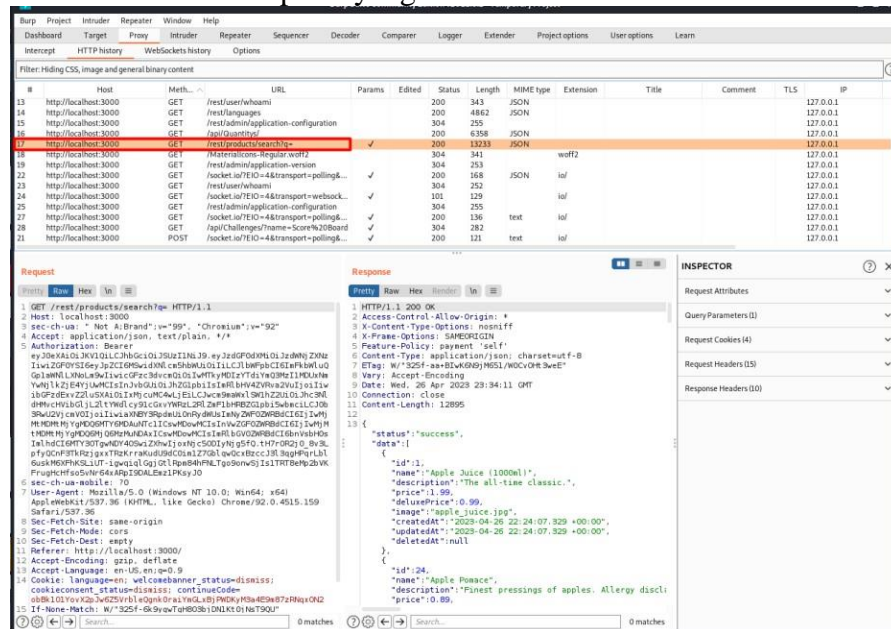 Burp Project Intruder Repeater Window Help
Dashboard Target Proxy Intruder Repeater Sequencer Decoder Comparer Logger Extender Project options User options Learn
Intercept HTTP history WebSockets history Options
Filter: Hiding CSS, image and general binary content
# Host Meth... URL Params Edited Status Length MIME type Extension Title Comment TLS IP
13 http://localhost:3000 GET /rest/user/whoami 200 343 JSON 127.0.0.1
14 http://localhost:3000 GET /rest/languages 200 4862 JSON 127.0.0.1
15 http://localhost:3000 GET /rest/admin/application-configuration 304 255 127.0.0.1
16 http://localhost:3000 GET /api/Quantitys/ 200 6358 JSON 127.0.0.1
17 http://localhost:3000 GET /rest/products/search?q= ✓ 200 13233 JSON 127.0.0.1
18 http://localhost:3000 GET /MaterialIcons-Regular.woff2 304 341 woff2 127.0.0.1
19 http://localhost:3000 GET /rest/admin/application-version 304 253 127.0.0.1
22 http://localhost:3000 GET /socket.io/?EIO=4&transport=polling&... ✓ 200 168 JSON io/ 127.0.0.1
23 http://localhost:3000 GET /rest/user/whoami 304 252 127.0.0.1
24 http://localhost:3000 GET /socket.io/?EIO=4&transport=websock... ✓ 101 129 io/ 127.0.0.1
25 http://localhost:3000 GET /rest/admin/application-configuration 304 255 127.0.0.1
27 http://localhost:3000 GET /socket.io/?EIO=4&transport=polling&... ✓ 200 136 text io/ 127.0.0.1
28 http://localhost:3000 GET /api/Challenges/?name=Score%20Board ✓ 304 282 127.0.0.1
21 http://localhost:3000 POST /socket.io/?EIO=4&transport=polling&... ✓ 200 121 text io/ 127.0.0.1
Request
Pretty Raw Hex \n
1 GET /rest/products/search?q= HTTP/1.1
2 Host: localhost:3000
3 sec-ch-ua: " Not A;Brand";v="99", "Chromium";v="92"
4 Accept: application/json, text/plain, */*
5 Authorization: Bearer
6 sec-ch-ua-mobile: ?0
7 User-Agent: Mozilla/5.0 (Windows NT 10.0; Win64; x64)
AppleWebKit/537.36 (KHTML, like Gecko) Chrome/92.0.4515.159
Safari/537.36
8 Sec-Fetch-Site: same-origin
9 Sec-Fetch-Mode: cors
10 Sec-Fetch-Dest: empty
11 Referer: http://localhost:3000/
12 Accept-Encoding: gzip, deflate
13 Accept-Language: en-US,en;q=0.9
14 Cookie: language=en; welcomebanner_status=dismiss;
cookieconsent_status=dismiss; continueCode=
15 If-None-Match:
Search... 0 matches
Response
Pretty Raw Hex Render \n
1 HTTP/1.1 200 OK
2 Access-Control-Allow-Origin: *
3 X-Content-Type-Options: nosniff
4 X-Frame-Options: SAMEORIGIN
5 Feature-Policy: payment 'self'
6 Content-Type: application/json; charset=utf-8
7 ETag:
8 Vary: Accept-Encoding
9 Date: Wed, 26 Apr 2023 23:34:11 GMT
10 Connection: close
11 Content-Length: 12895
12
13 {
"status":"success",
"data":[
{
"id":1,
"name":"Apple Juice (1000ml)",
"description":"The all-time classic.",
"price":1.99,
"deluxePrice":0.99,
"image":"apple_juice.jpg",
"createdAt":"2023-04-26 22:24:07.329 +00:00",
"updatedAt":"2023-04-26 22:24:07.329 +00:00",
"deletedAt":null
},
{
"id":24,
"name":"Apple Pomace",
"description":"Finest pressings of apples. Allergy discl
"price":0.89,
Search... 0 matches
INSPECTOR
Request Attributes
Query Parameters (1)
Request Cookies (4)
Request Headers (15)
Response Headers (10)